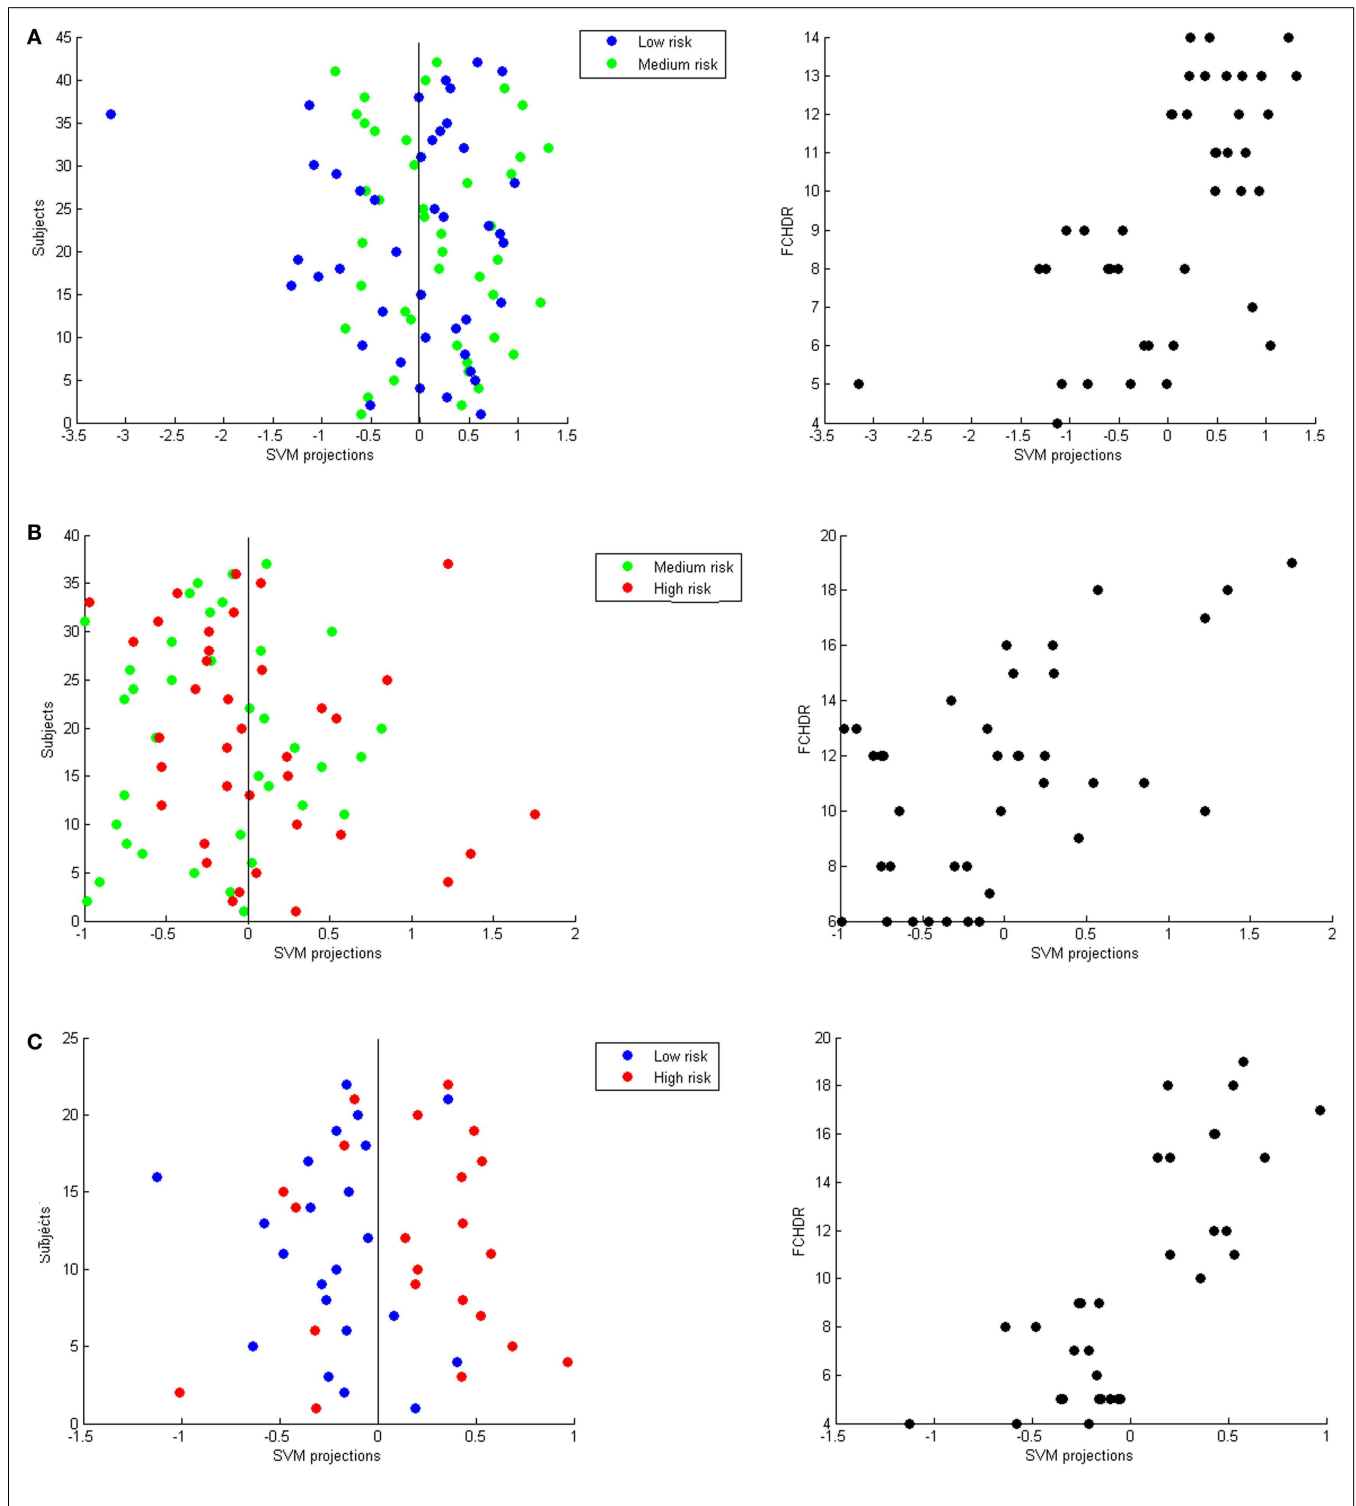 A
45
40
35
30
25
20
15
10
5
0
Subjects
-3.5 -3 -2.5 -2 -1.5 -1 -0.5 0 0.5 1 1.5
SVM projections
Low risk
Medium risk
14
13
12
11
10
9
8
7
6
5
4
FCHDR
-3.5 -3 -2.5 -2 -1.5 -1 -0.5 0 0.5 1 1.5
SVM projections
B
40
35
30
25
20
15
10
5
0
Subjects
-1 -0.5 0 0.5 1 1.5 2
SVM projections
Medium risk
High risk
20
18
16
14
12
10
8
6
FCHDR
-1 -0.5 0 0.5 1 1.5 2
SVM projections
C
25
20
15
10
5
0
Subjects
-1.5 -1 -0.5 0 0.5 1
SVM projections
Low risk
High risk
20
18
16
14
12
10
8
6
4
FCHDR
-1.5 -1 -0.5 0 0.5 1
SVM projections